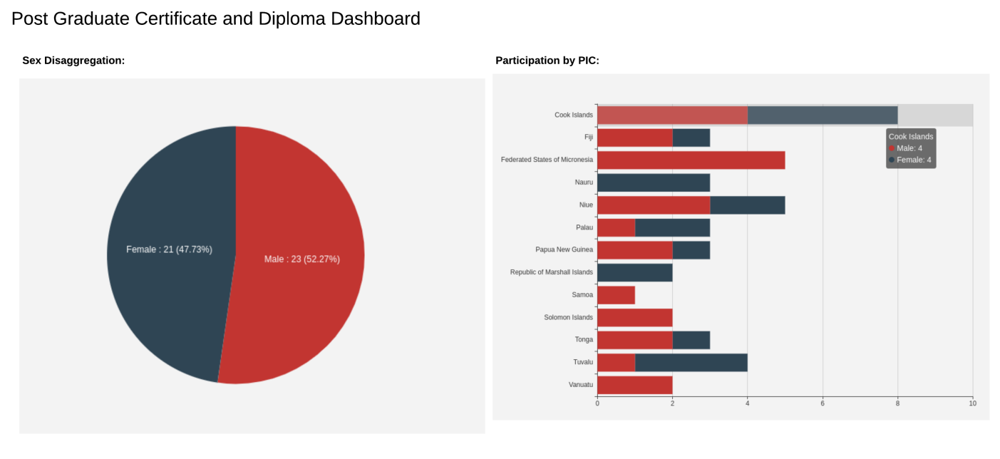 Post Graduate Certificate and Diploma Dashboard
Sex Disaggregation:
Female : 21 (47.73%)
Male : 23 (52.27%)
Participation by PIC:
Cook Islands
Fiji
Federated States of Micronesia
Nauru
Niue
Palau
Papua New Guinea
Republic of Marshall Islands
Samoa
Solomon Islands
Tonga
Tuvalu
Vanuatu
0 2 4 6 8 10
Cook Islands
Male: 4
Female: 4